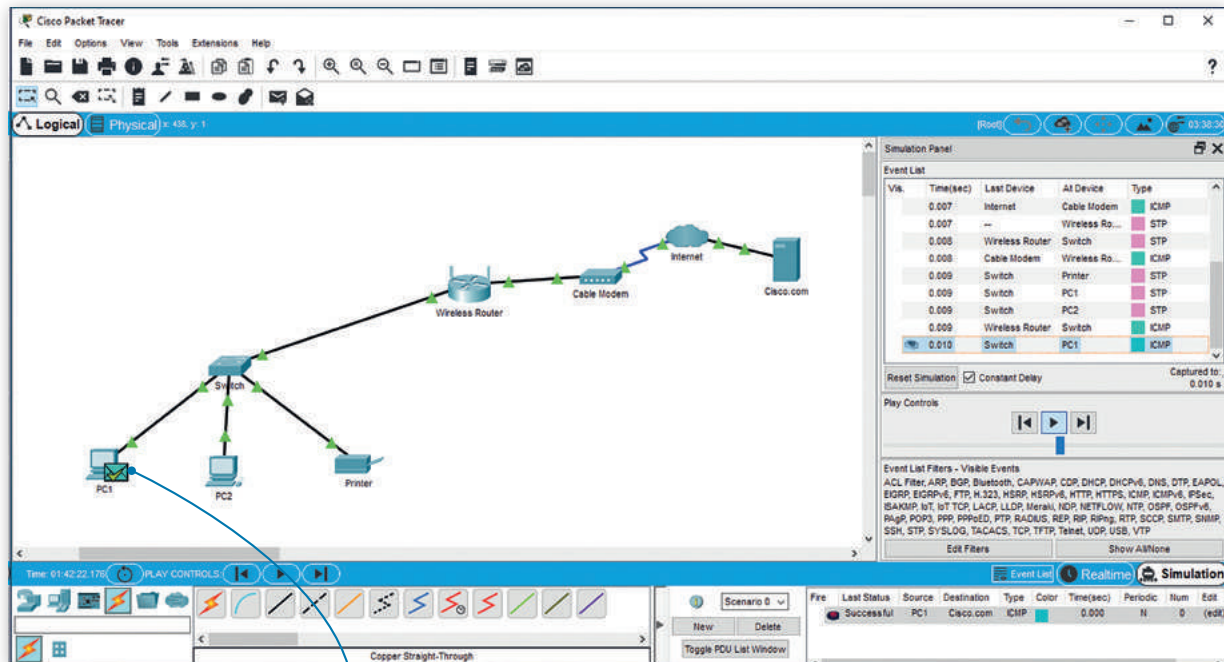 Cisco Packet Tracer
File Edit Options View Tools Extensions Help
?
Logical Physical x: 438, y: 1 [Root] 03:38:30
Simulation Panel
Event List
Vis. Time(sec) Last Device At Device Type
0.007 Internet Cable Modem ICMP
0.007 -- Wireless Ro... STP
0.008 Wireless Router Switch STP
0.008 Cable Modem Wireless Ro... ICMP
0.009 Switch Printer STP
0.009 Switch PC1 STP
0.009 Switch PC2 STP
0.009 Wireless Router Switch ICMP
0.010 Switch PC1 ICMP
Reset Simulation Constant Delay Captured to:
0.010 s
Play Controls
Event List Filters - Visible Events
ACL Filter, ARP, BGP, Bluetooth, CAPWAP, CDP, DHCP, DHCPv6, DNS, DTP, EAPOL,
EIGRP, EIGRPv6, FTP, H.323, HSRP, HSRPv6, HTTP, HTTPS, ICMP, ICMPv6, IPSec,
ISAKMP, IoT, IoT TCP, LACP, LLDP, Meraki, NDP, NETFLOW, NTP, OSPF, OSPFv6,
PAgP, POP3, PPP, PPPoED, PTP, RADIUS, REP, RIP, RIPng, RTP, SCCP, SMTP, SNMP,
SSH, STP, SYSLOG, TACACS, TCP, TFTP, Telnet, UDP, USB, VTP
Edit Filters Show All/None
Internet
Cisco.com
Cable Modem
Wireless Router
Switch
PC1
PC2
Printer
Time: 01:42:22.176 PLAY CONTROLS: Event List Realtime Simulation
Scenario 0
New Delete
Toggle PDU List Window
Fire Last Status Source Destination Type Color Time(sec) Periodic Num Edit
Successful PC1 Cisco.com ICMP 0.000 N 0 (edit)
Copper Straight-Through